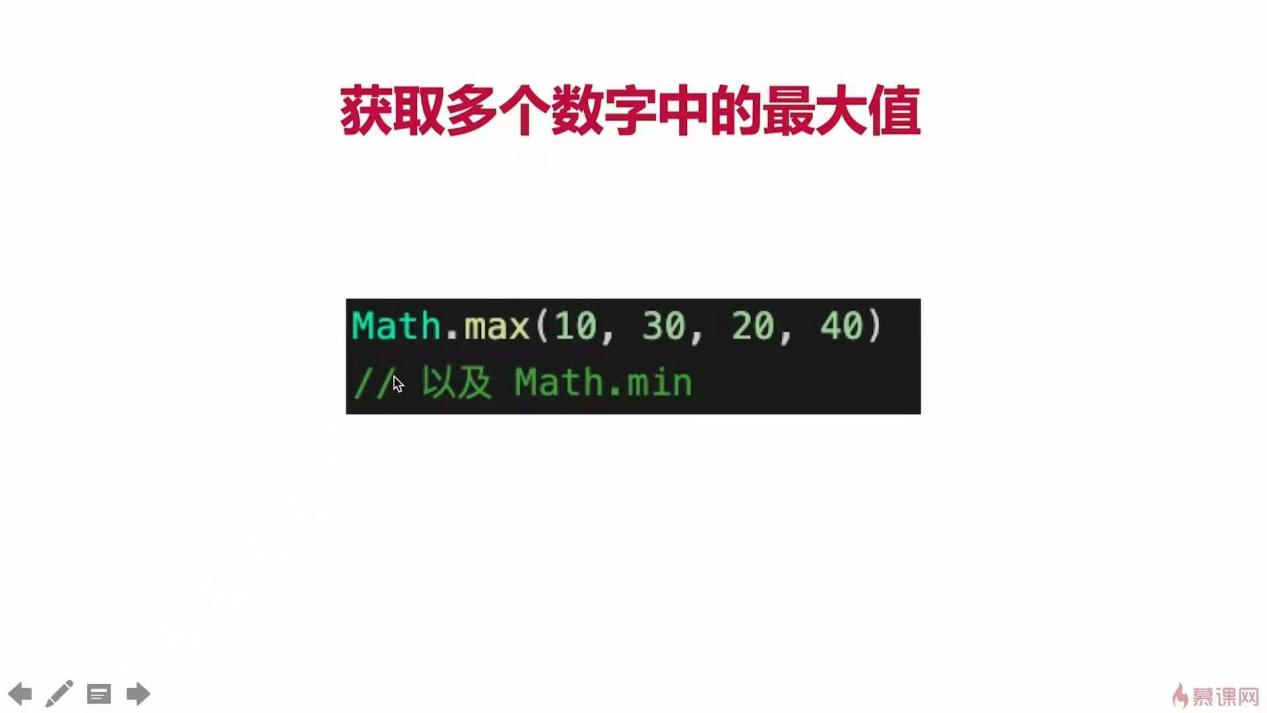 获取多个数字中的最大值
Math.max(10, 30, 20, 40)
// 以及 Math.min
慕课网